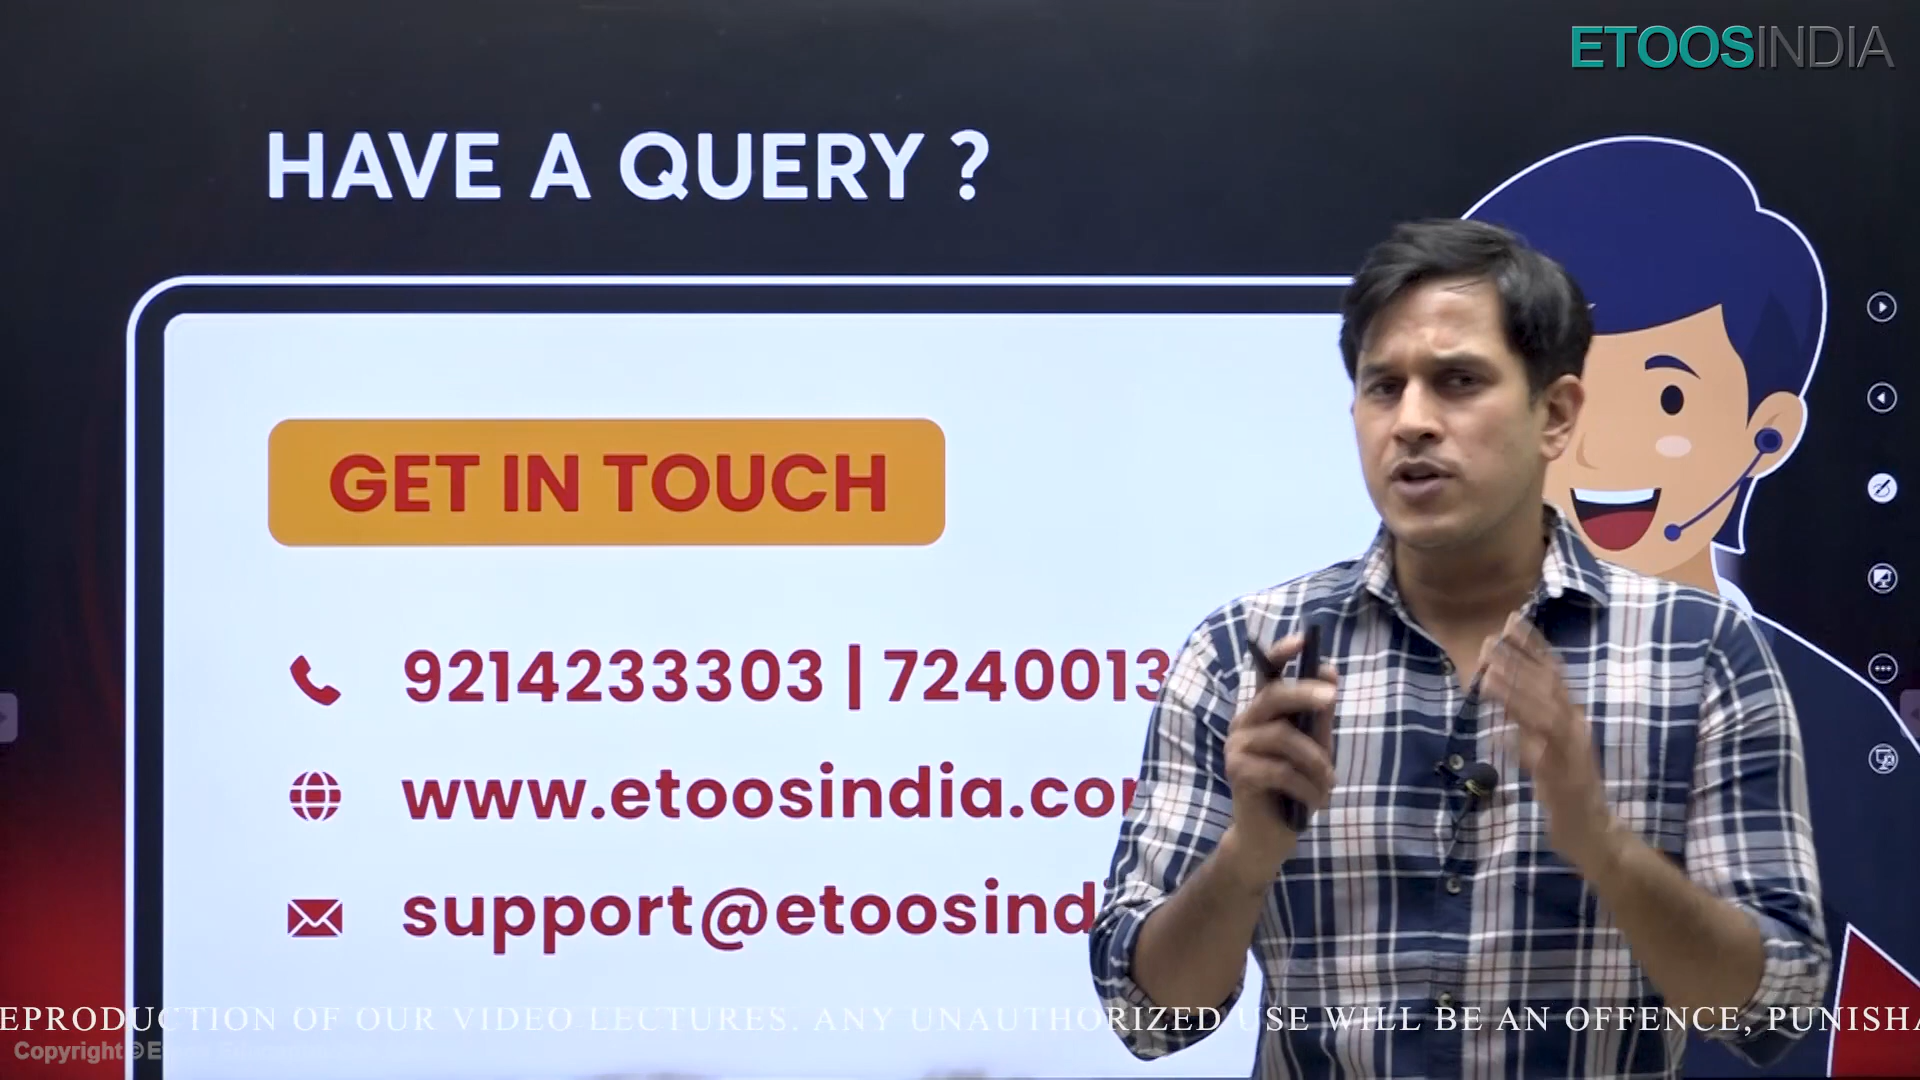 ETOOSINDIA
HAVE A QUERY ?
GET IN TOUCH
9214233303 | 7240013
www.etoosindia.co
support@etoosindi
EPRODUCTION OF OUR VIDEO LECTURES. ANY UNAUTHORIZED USE WILL BE AN OFFENCE, PUNISHA
Copyright ©